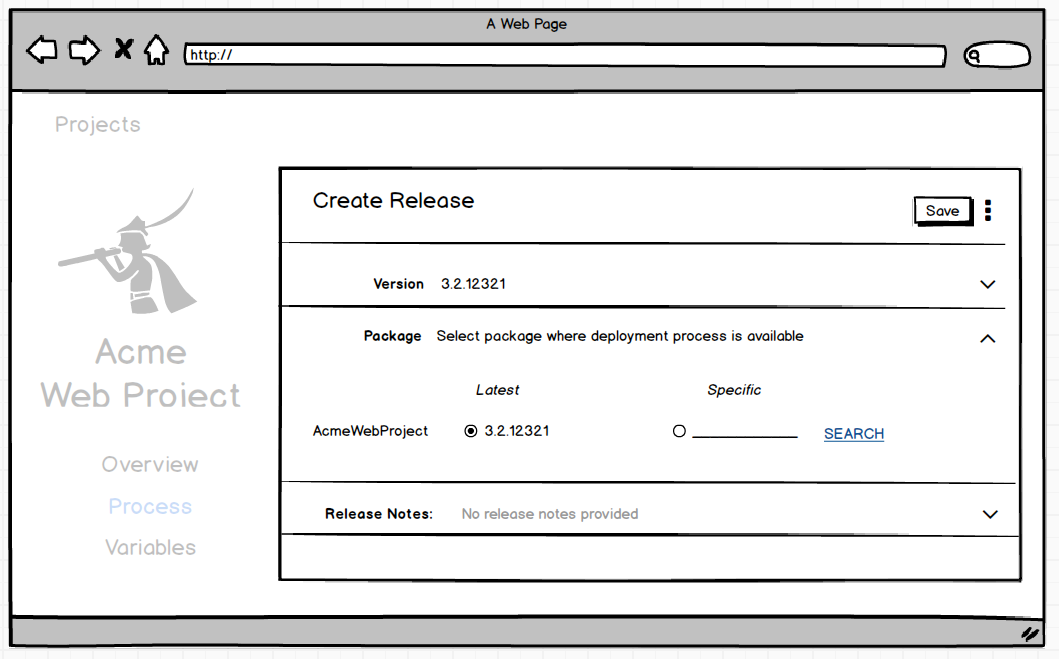 A Web Page
http://
Projects
Create Release
Save
Version 3.2.12321
Package Select package where deployment process is available
Latest Specific
AcmeWebProject 3.2.12321 SEARCH
Release Notes: No release notes provided
Acme
Web Project
Overview
Process
Variables